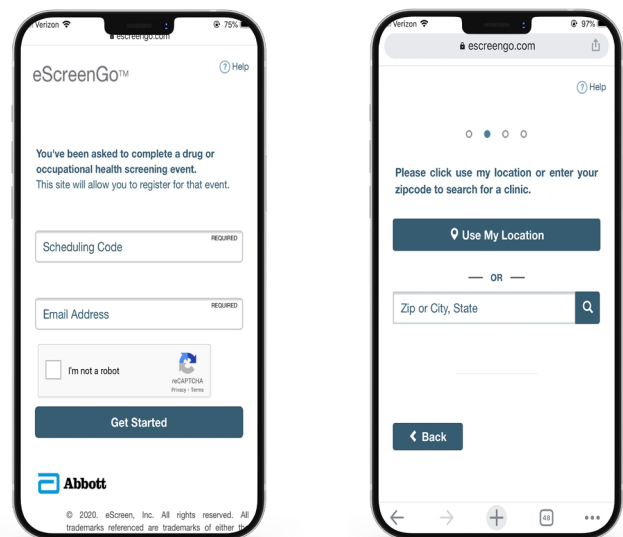 Verizon 75%
escreengo.com
eScreenGo™
? Help
You've been asked to complete a drug or
occupational health screening event.
This site will allow you to register for that event.
REQUIRED
Scheduling Code
REQUIRED
Email Address
I'm not a robot
reCAPTCHA
Privacy - Terms
Get Started
Abbott
© 2020. eScreen, Inc. All rights reserved. All
trademarks referenced are trademarks of either
Verizon 97%
escreengo.com
? Help
Please click use my location or enter your
zipcode to search for a clinic.
Use My Location
OR
Zip or City, State
Back
48